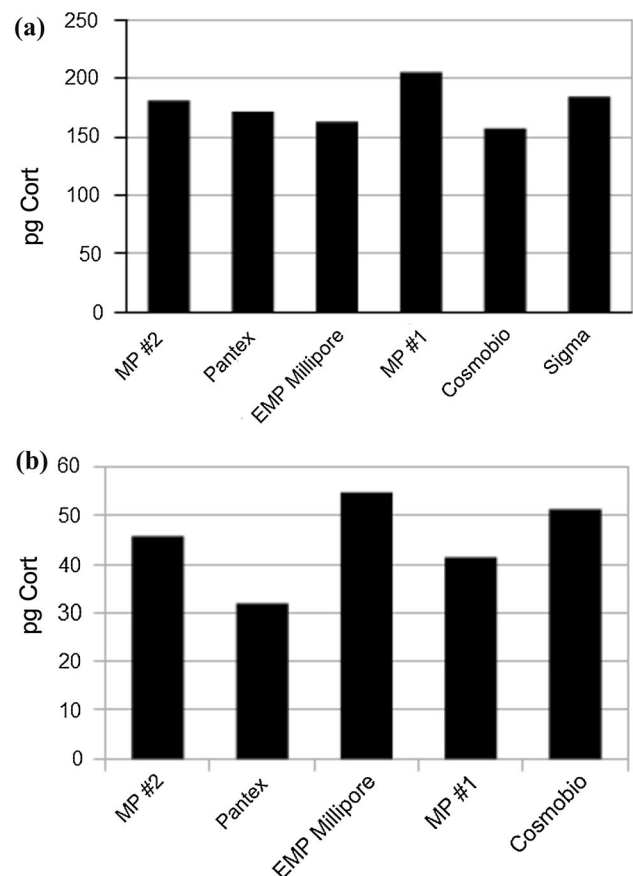 (a)
250
200
150
100
50
0
pg Cort
MP #2
Pantex
EMP Millipore
MP #1
Cosmobio
Sigma
(b)
60
50
40
30
20
10
0
pg Cort
MP #2
Pantex
EMP Millipore
MP #1
Cosmobio